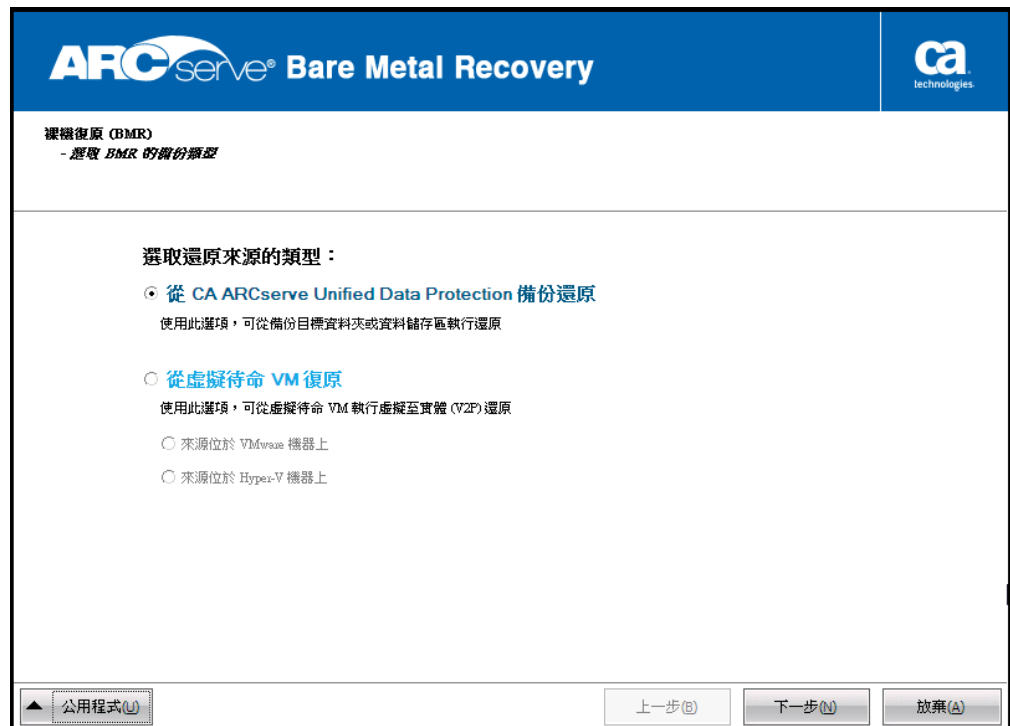 ARCserve® Bare Metal Recovery
ca
technologies
裸機復原 (BMR)
- 選取 BMR 的備份類型
選取還原來源的類型：
從 CA ARCserve Unified Data Protection 備份還原
使用此選項，可從備份目標資料夾或資料儲存區執行還原
從虛擬待命 VM 復原
使用此選項，可從虛擬待命 VM 執行虛擬至實體 (V2P) 還原
來源位於 VMware 機器上
來源位於 Hyper-V 機器上
公用程式(U)
上一步(B)
下一步(N)
放棄(A)